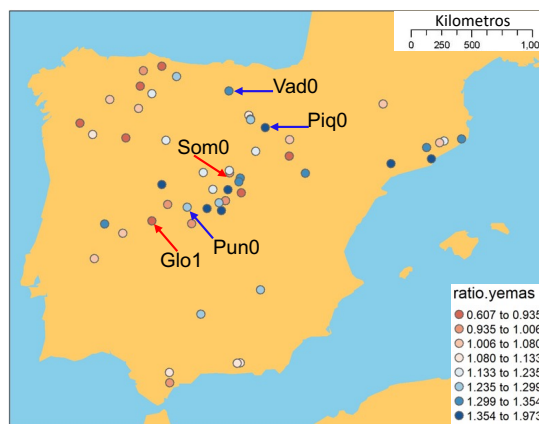 Kilometros
0 250 500 1,00
Vad0
Piq0
Som0
Pun0
Glo1
ratio.yemas
0.607 to 0.935
0.935 to 1.006
1.006 to 1.080
1.080 to 1.133
1.133 to 1.235
1.235 to 1.299
1.299 to 1.354
1.354 to 1.973